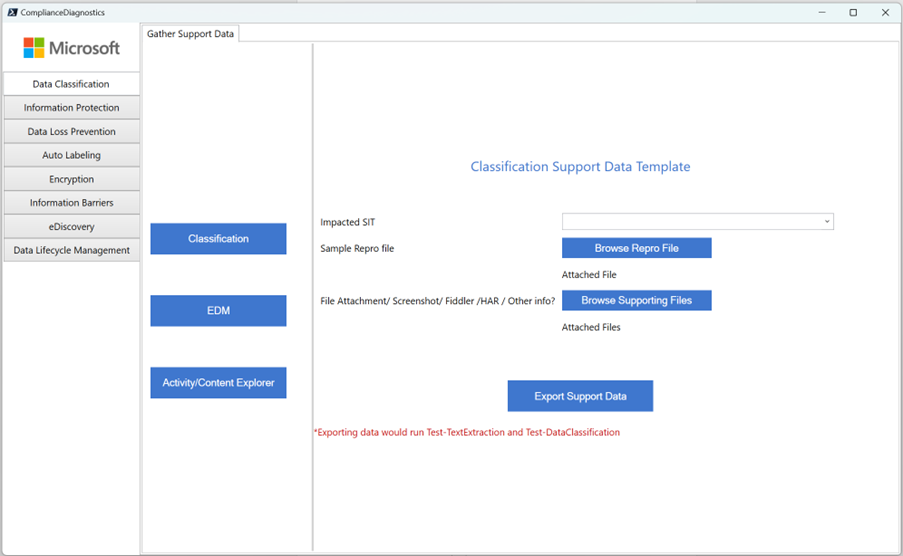 ComplianceDiagnostics
Microsoft
Gather Support Data
Data Classification
Information Protection
Data Loss Prevention
Auto Labeling
Encryption
Information Barriers
eDiscovery
Data Lifecycle Management
Classification
EDM
Activity/Content Explorer
Classification Support Data Template
Impacted SIT
Sample Repro file
Browse Repro File
Attached File
File Attachment/ Screenshot/ Fiddler /HAR / Other info?
Browse Supporting Files
Attached Files
Export Support Data
*Exporting data would run Test-TextExtraction and Test-DataClassification